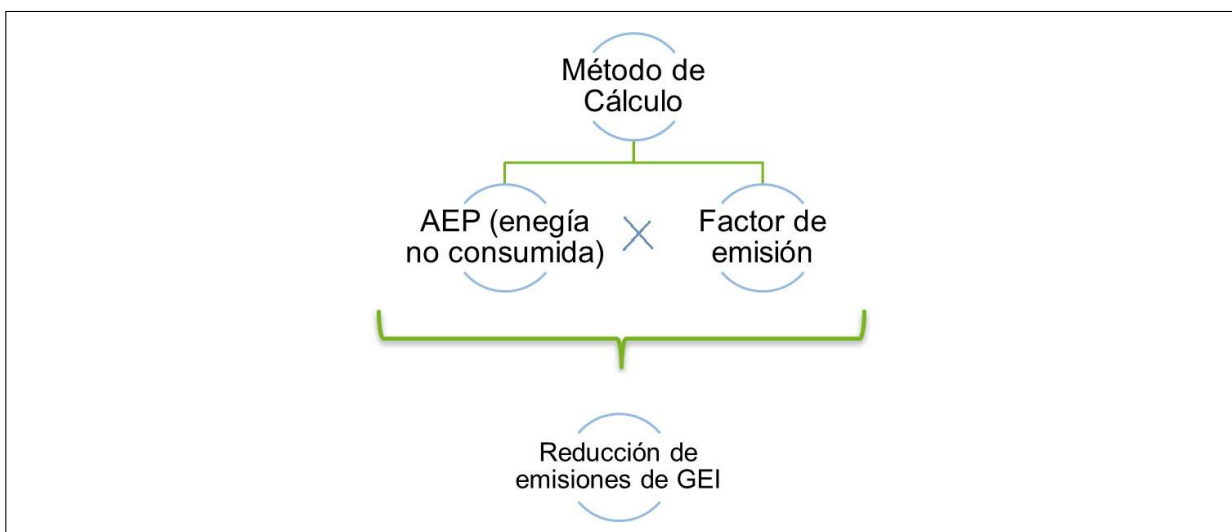 Método de
Cálculo
AEP (enegía
no consumida)
Factor de
emisión
Reducción de
emisiones de GEI